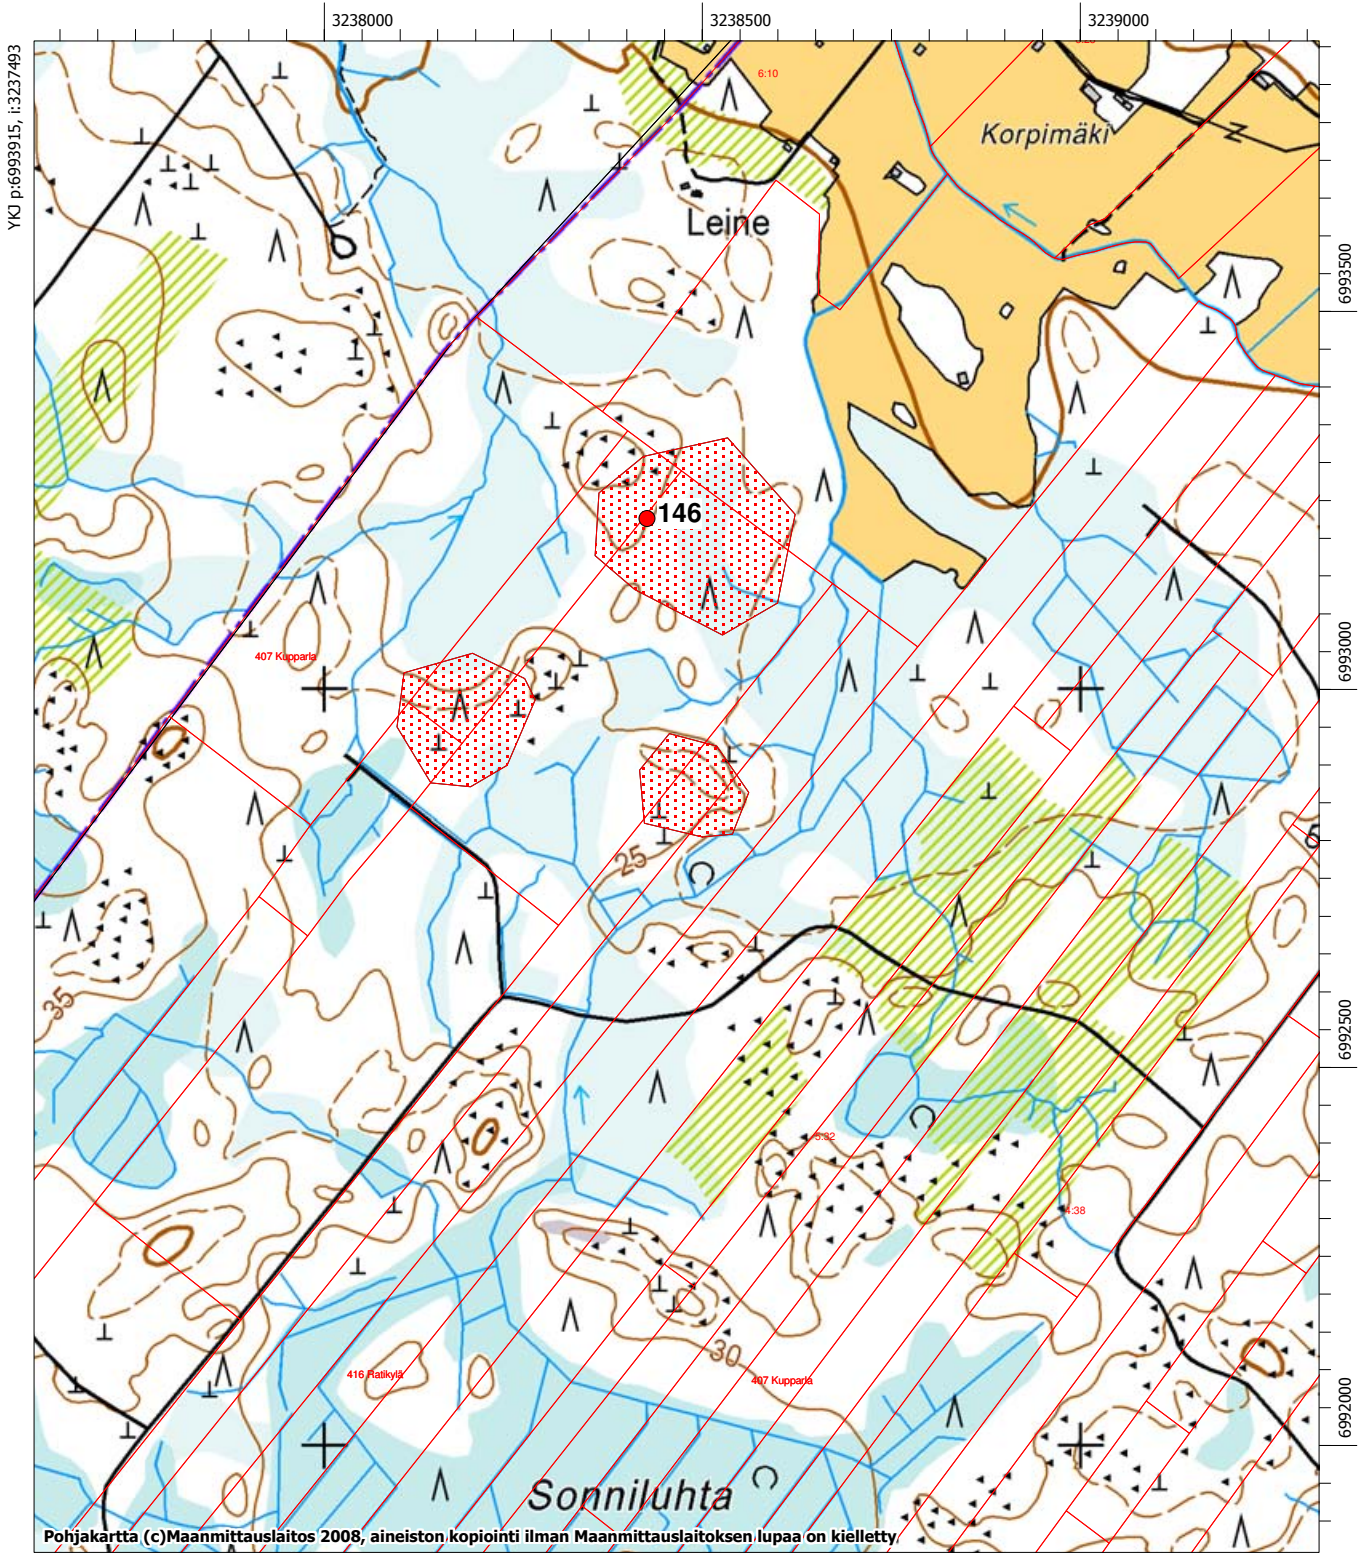 3238000
3238500
3239000
YKJ p:6993915, i:3237493
6:10
Korpimäki
Leine
6993500
146
6993000
407 Kupparla
25
35
6992500
5:32
4:38
30
416 Ratikylä
407 Kupparla
6992000
Sonniluhta
Pohjakartta (c)Maanmittauslaitos 2008, aineiston kopiointi ilman Maanmittauslaitoksen lupaa on kielletty